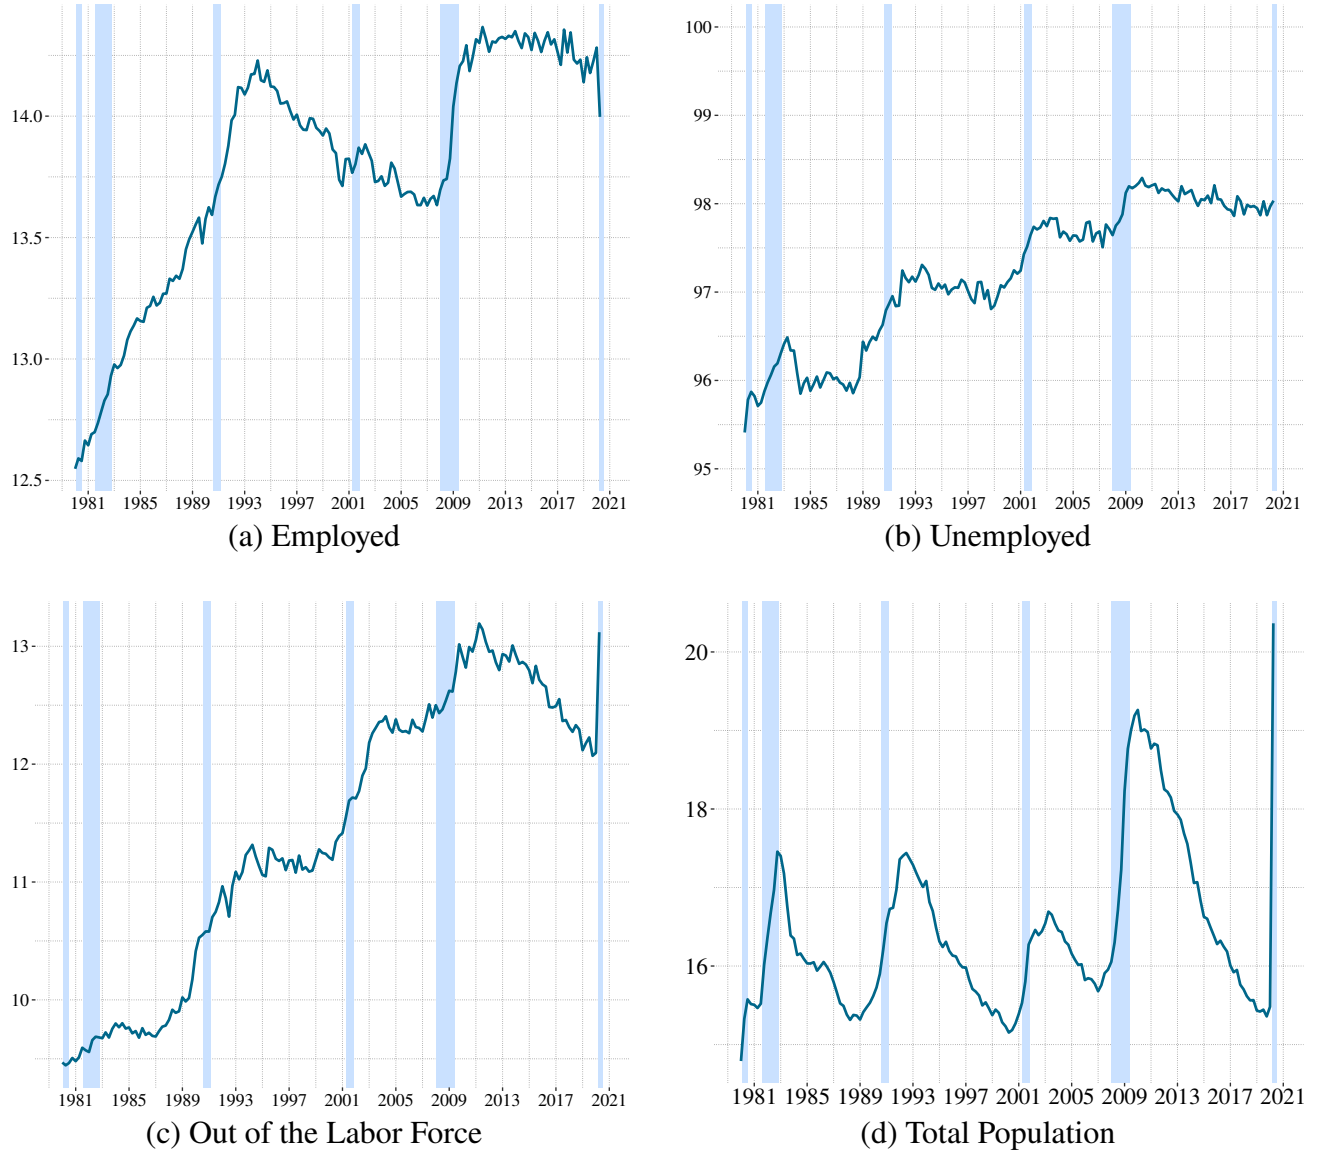 14.0
13.5
13.0
12.5
1981 1985 1989 1993 1997 2001 2005 2009 2013 2017 2021
(a) Employed
100
99
98
97
96
95
1981 1985 1989 1993 1997 2001 2005 2009 2013 2017 2021
(b) Unemployed
13
12
11
10
1981 1985 1989 1993 1997 2001 2005 2009 2013 2017 2021
(c) Out of the Labor Force
20
18
16
1981 1985 1989 1993 1997 2001 2005 2009 2013 2017 2021
(d) Total Population